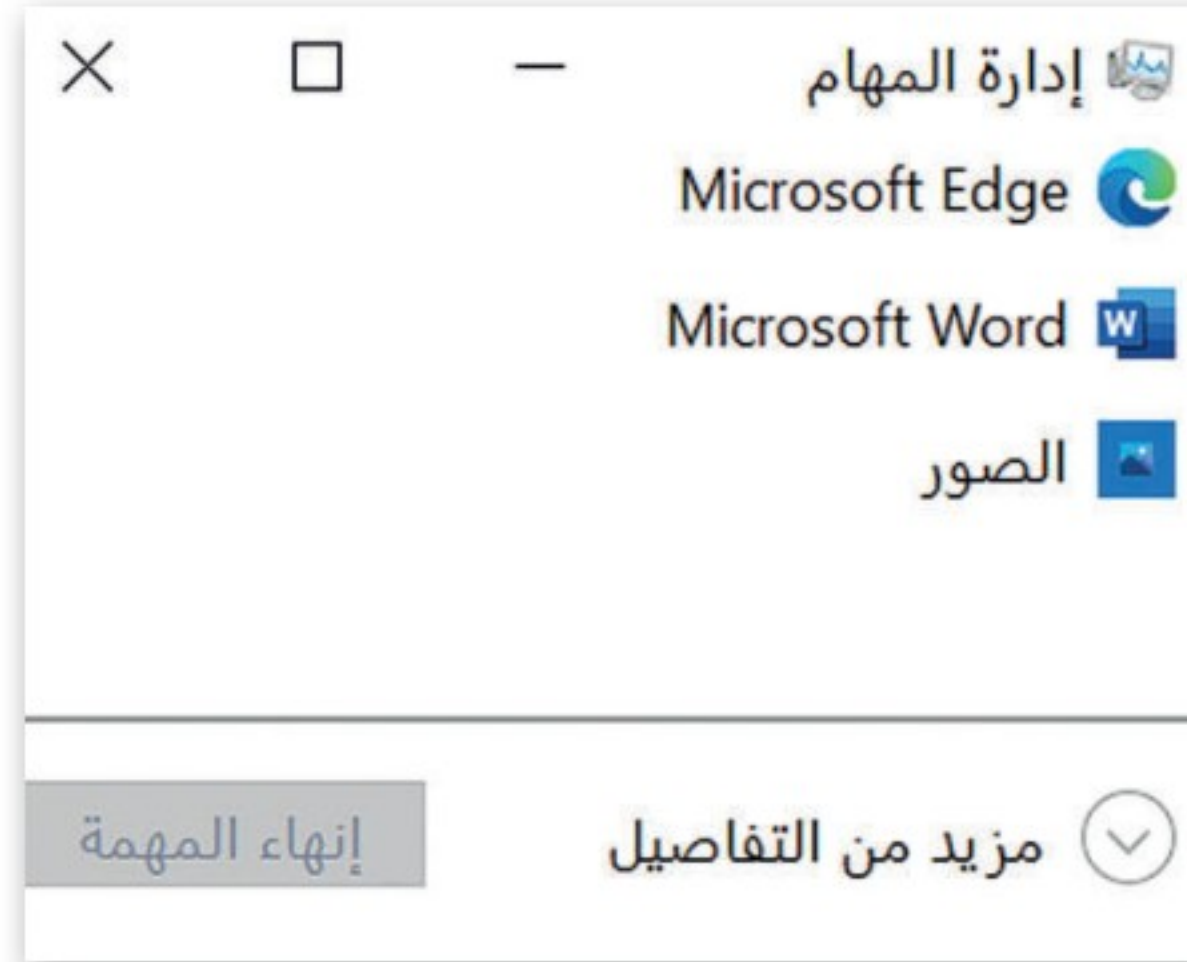 إدارة المهام
Microsoft Edge
Microsoft Word
الصور
مزيد من التفاصيل
إنهاء المهمة